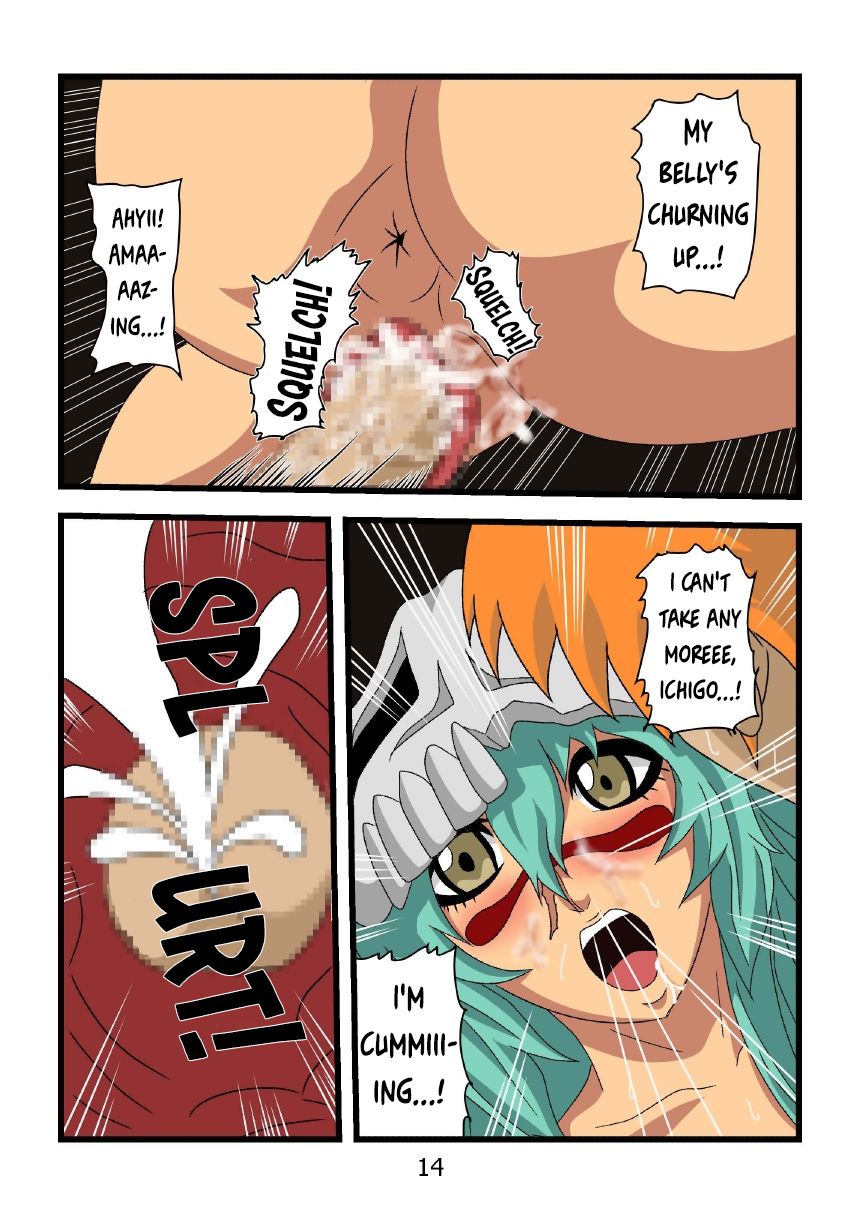 MY
BELLY'S
CHURNING
UP...!
SQUELCH!
SQUELCH!
AHYII!
AMAA-
AAZ-
ING...!
I CAN'T
TAKE ANY
MOREEE,
ICHIGO...!
I'M
CUMMIII-
ING...!
SPL
URT!
14